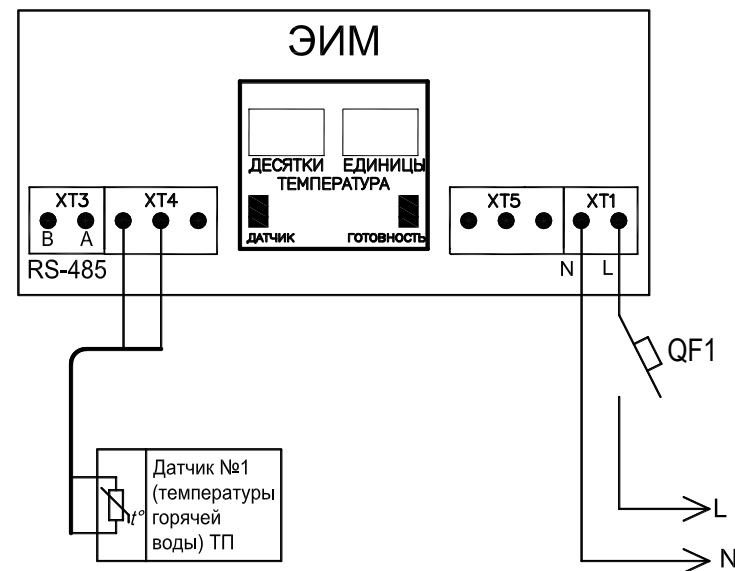 ЭИМ
ДЕСЯТКИ ЕДИНИЦЫ
ТЕМПЕРАТУРА
ДАТЧИК ГОТОВНОСТЬ
XT3 XT4 XT5 XT1
B A
RS-485
N L
QF1
Датчик №1
(температуры
горячей
воды) ТП
t°
L
N